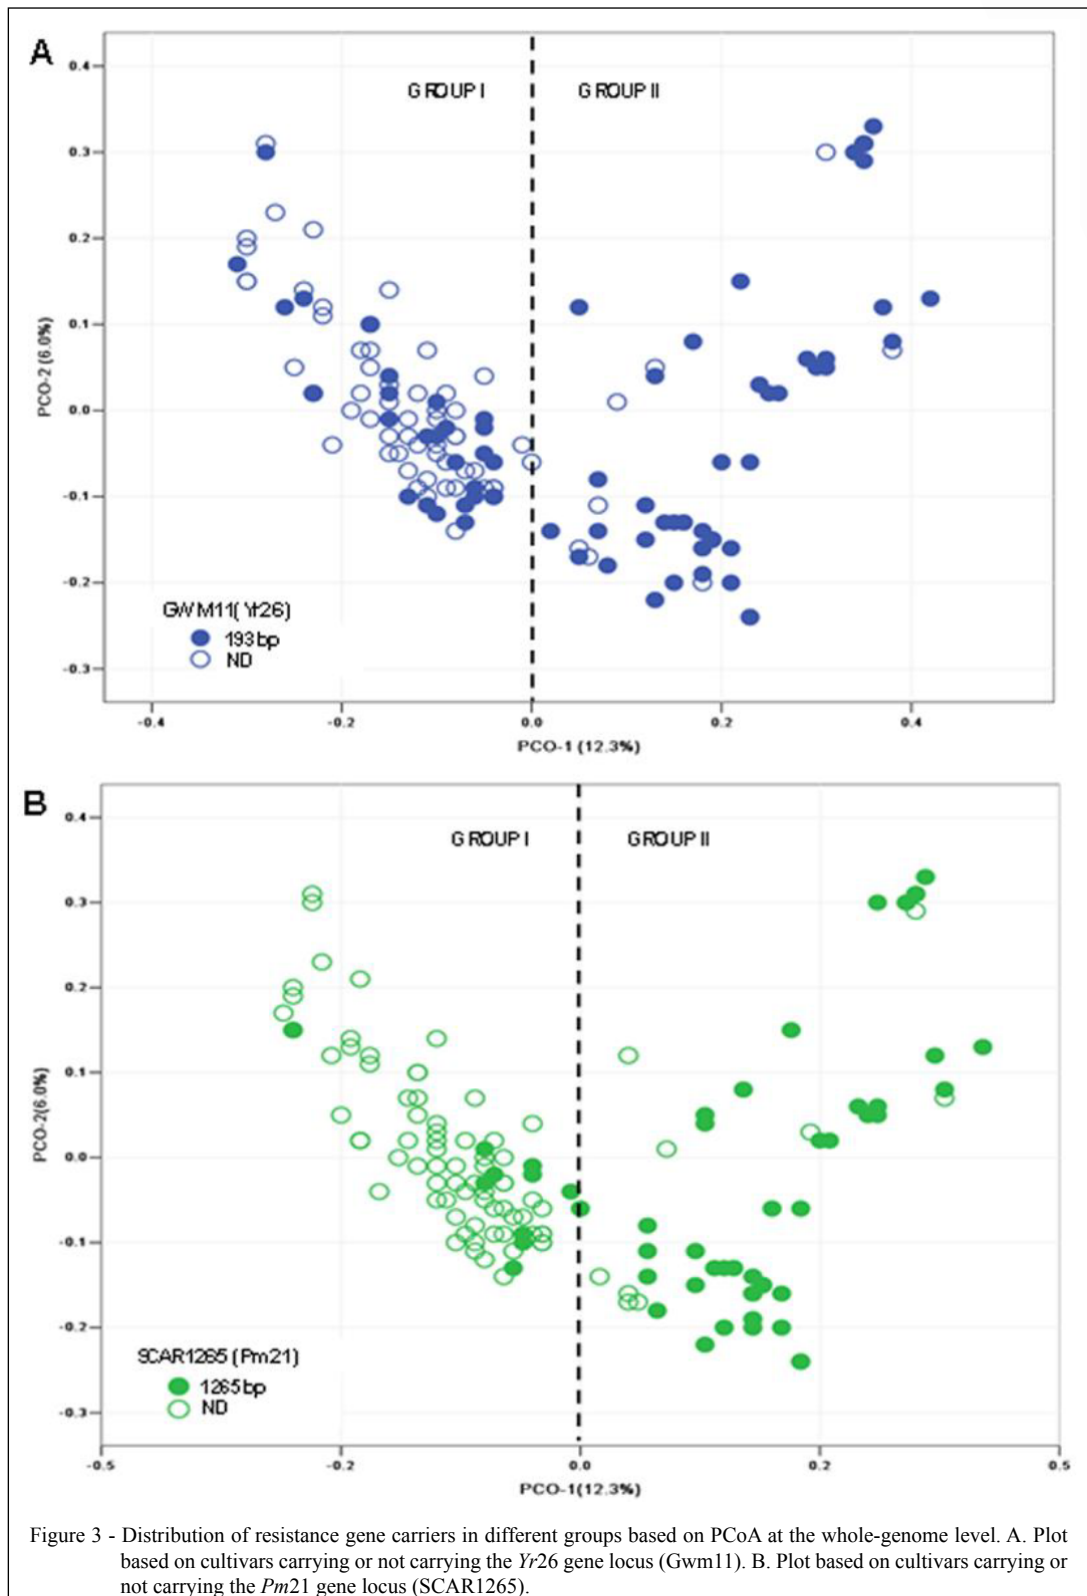 A
GROUP I GROUP II
0.4
0.3
0.2
0.1
0.0
-0.1
-0.2
-0.3
PCO-2 (6.0%)
GWM11(Yr26)
193bp
ND
-0.4 -0.2 0.0 0.2 0.4
PCO-1 (12.3%)
B
GROUP I GROUP II
0.4
0.3
0.2
0.1
0.0
-0.1
-0.2
-0.3
PCO-2(6.0%)
SCAR1265 (Pm21)
1265bp
ND
-0.5 -0.2 0.0 0.2 0.5
PCO-1(12.3%)
Figure 3 - Distribution of resistance gene carriers in different groups based on PCoA at the whole-genome level. A. Plot
based on cultivars carrying or not carrying the Yr26 gene locus (Gwm11). B. Plot based on cultivars carrying or
not carrying the Pm21 gene locus (SCAR1265).